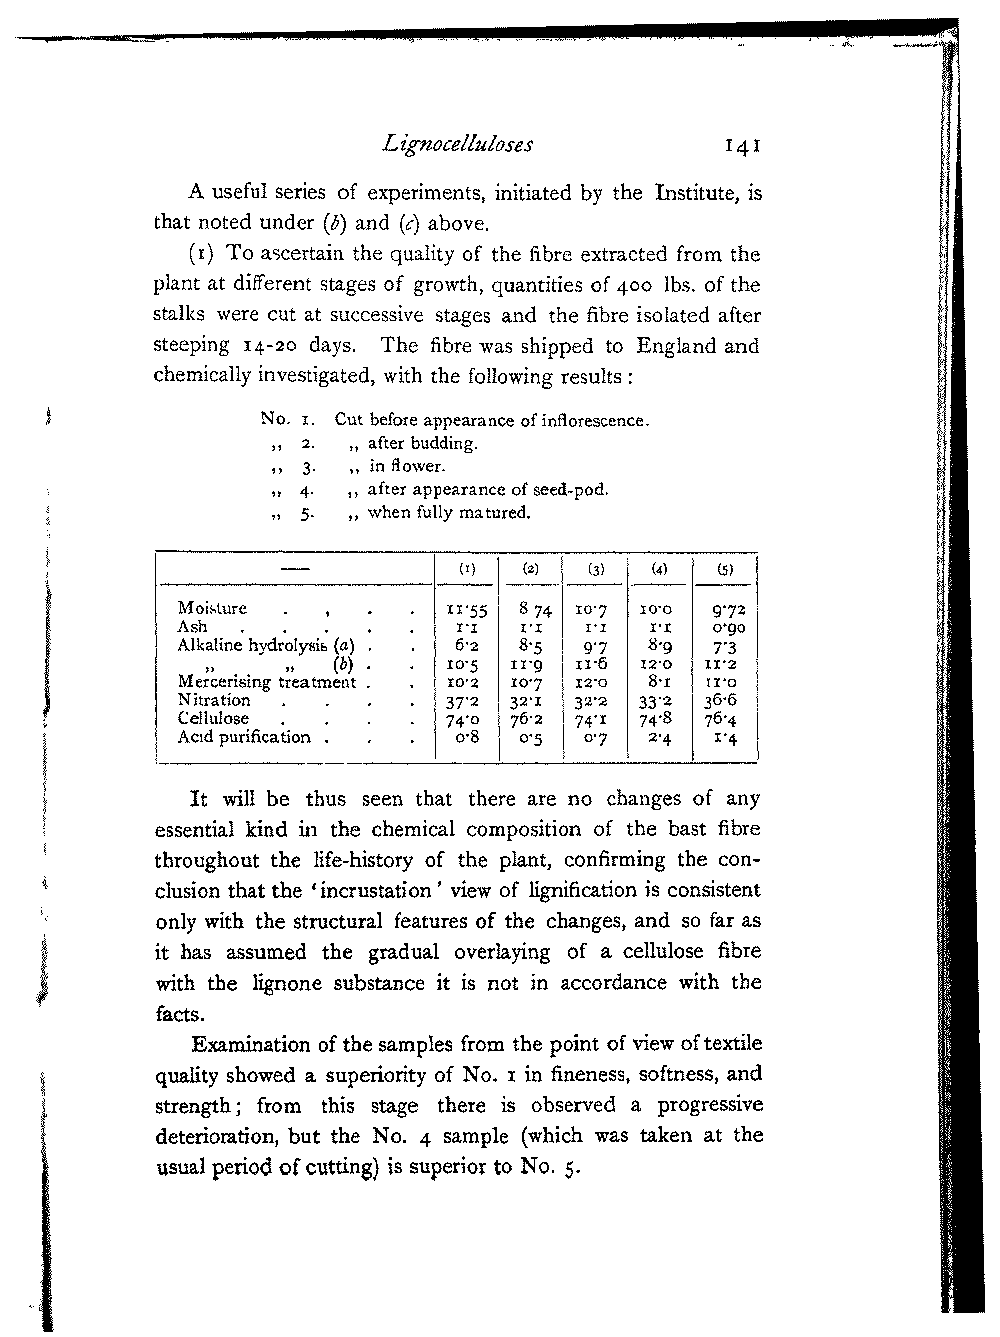 Lignocelluloses 141
A useful series of experiments, initiated by the Institute, is
that noted under (b) and (c) above.
(1) To ascertain the quality of the fibre extracted from the
plant at different stages of growth, quantities of 400 lbs. of the
stalks were cut at successive stages and the fibre isolated after
steeping 14-20 days. The fibre was shipped to England and
chemically investigated, with the following results :
No. 1. Cut before appearance of inflorescence.
,, 2. ,, after budding.
,, 3. ,, in flower.
,, 4. ,, after appearance of seed-pod.
,, 5. ,, when fully matured.
— (1) (2) (3) (4) (5)
Moisture . , . . 11·55 8 74 10·7 10·0 9·72
Ash . . . . . 1·1 1·1 1·1 1·1 0·90
Alkaline hydrolysis (a) . . 6·2 8·5 9·7 8·9 7·3
,, ,, (b) . . 10·5 11·9 11·6 12·0 11·2
Mercerising treatment . . 10·2 10·7 12·0 8·1 11·0
Nitration . . . . 37·2 32·1 32·2 33·2 36·6
Cellulose . . . . 74·0 76·2 74·1 74·8 76·4
Acid purification . . . 0·8 0·5 0·7 2·4 1·4
It will be thus seen that there are no changes of any
essential kind in the chemical composition of the bast fibre
throughout the life-history of the plant, confirming the con-
clusion that the ‘incrustation’ view of lignification is consistent
only with the structural features of the changes, and so far as
it has assumed the gradual overlaying of a cellulose fibre
with the lignone substance it is not in accordance with the
facts.
Examination of the samples from the point of view of textile
quality showed a superiority of No. 1 in fineness, softness, and
strength; from this stage there is observed a progressive
deterioration, but the No. 4 sample (which was taken at the
usual period of cutting) is superior to No. 5.